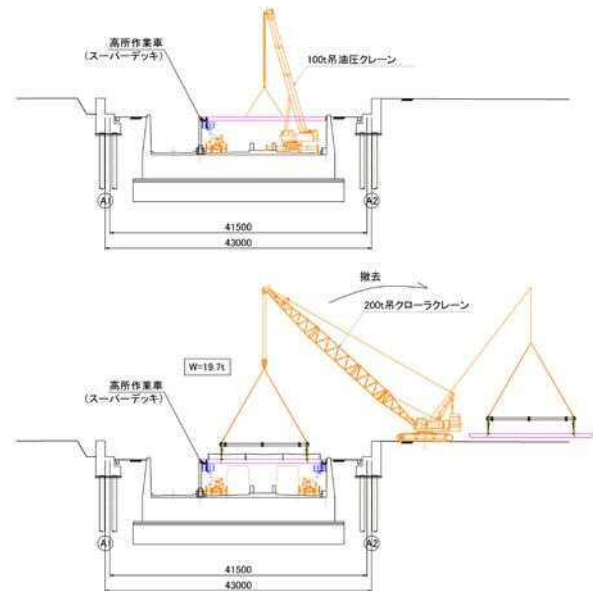 高所作業車
(スーパーデッキ)
100t吊油圧クレーン
A1
A2
41500
43000
撤去
200t吊クローラクレーン
W=19.7t
高所作業車
(スーパーデッキ)
A1
A2
41500
43000